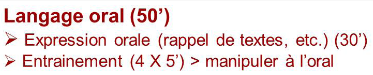 Langage oral (50’)
➢ Expression orale (rappel de textes, etc.) (30’)
➢ Entrainement (4 X 5’) > manipuler à l’oral